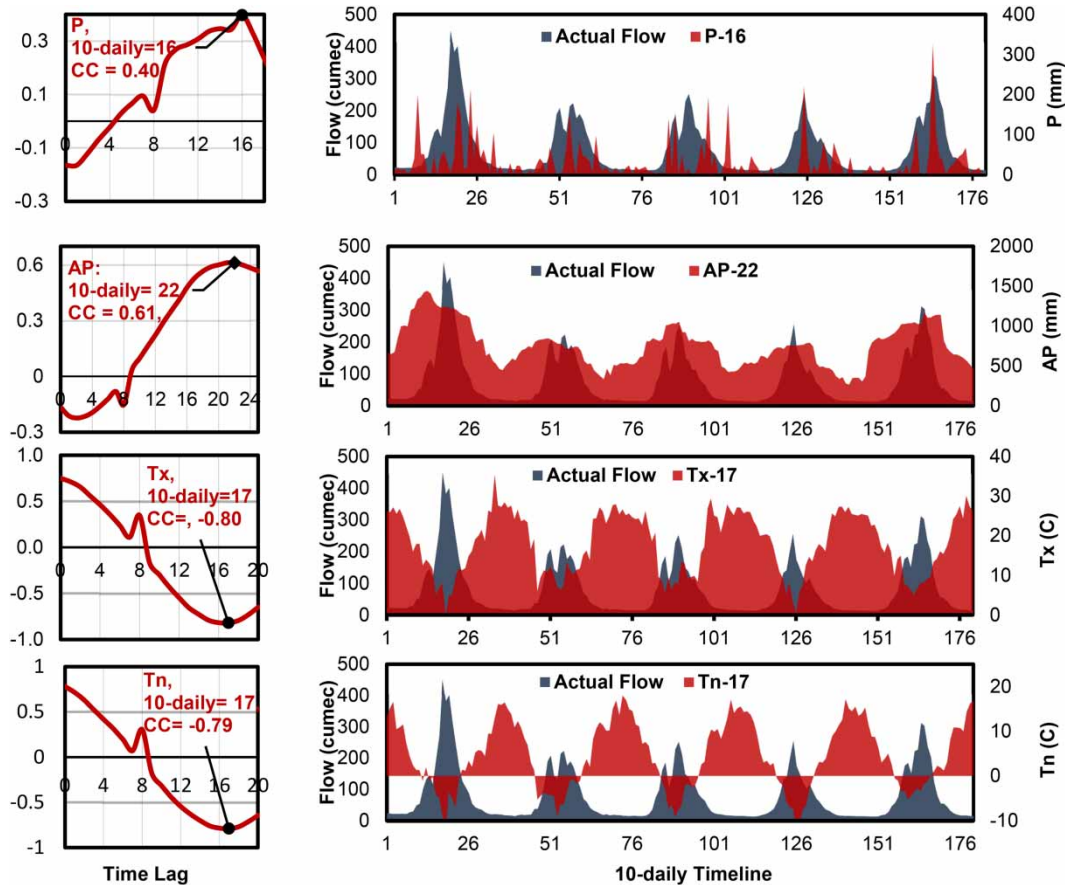 0.3
0.1
-0.1
-0.3
0 4 8 12 16
P,
10-daily=16
CC = 0.40
500
400
300
200
100
0
Flow (cumec)
Actual Flow P-16
400
300
200
100
0
P (mm)
1 26 51 76 101 126 151 176
0.6
0.3
0
-0.3
0 4 8 12 16 20 24
AP:
10-daily= 22
CC = 0.61,
500
400
300
200
100
0
Flow (cumec)
Actual Flow AP-22
2000
1500
1000
500
0
AP (mm)
1 26 51 76 101 126 151 176
1.0
0.5
0.0
-0.5
-1.0
0 4 8 12 16 20
Tx,
10-daily=17
CC=, -0.80
500
400
300
200
100
0
Flow (cumec)
Actual Flow Tx-17
40
30
20
10
0
Tx (C)
1 26 51 76 101 126 151 176
1
0.5
0
-0.5
-1
0 4 8 12 16 20
Tn,
10-daily= 17
CC= -0.79
500
400
300
200
100
0
Flow (cumec)
Actual Flow Tn-17
20
10
0
-10
Tn (C)
1 26 51 76 101 126 151 176
Time Lag
10-daily Timeline